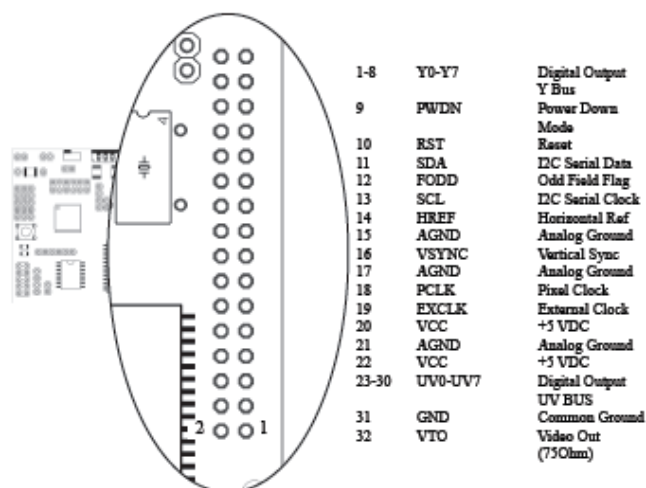 4
2 1
1-8 Y0-Y7 Digital Output
Y Bus
9 PWDN Power Down
Mode
10 RST Reset
11 SDA I2C Serial Data
12 FODD Odd Field Flag
13 SCL I2C Serial Clock
14 HREF Horizontal Ref
15 AGND Analog Ground
16 VSYNC Vertical Sync
17 AGND Analog Ground
18 PCLK Pixel Clock
19 EXCLK External Clock
20 VCC +5 VDC
21 AGND Analog Ground
22 VCC +5 VDC
23-30 UV0-UV7 Digital Output
UV BUS
31 GND Common Ground
32 VTO Video Out
(75Ohm)